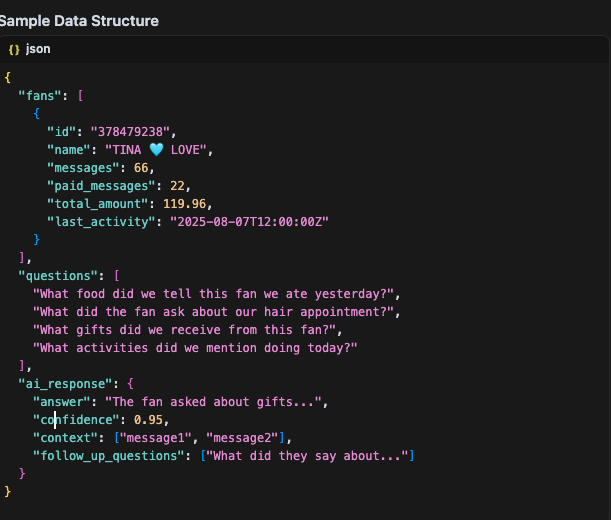 Sample Data Structure
{} json
{
"fans": [
{
"id": "378479238",
"name": "TINA 🩵 LOVE",
"messages": 66,
"paid_messages": 22,
"total_amount": 119.96,
"last_activity": "2025-08-07T12:00:00Z"
}
],
"questions": [
"What food did we tell this fan we ate yesterday?",
"What did the fan ask about our hair appointment?",
"What gifts did we receive from this fan?",
"What activities did we mention doing today?"
],
"ai_response": {
"answer": "The fan asked about gifts...",
"confidence": 0.95,
"context": ["message1", "message2"],
"follow_up_questions": ["What did they say about..."]
}
}